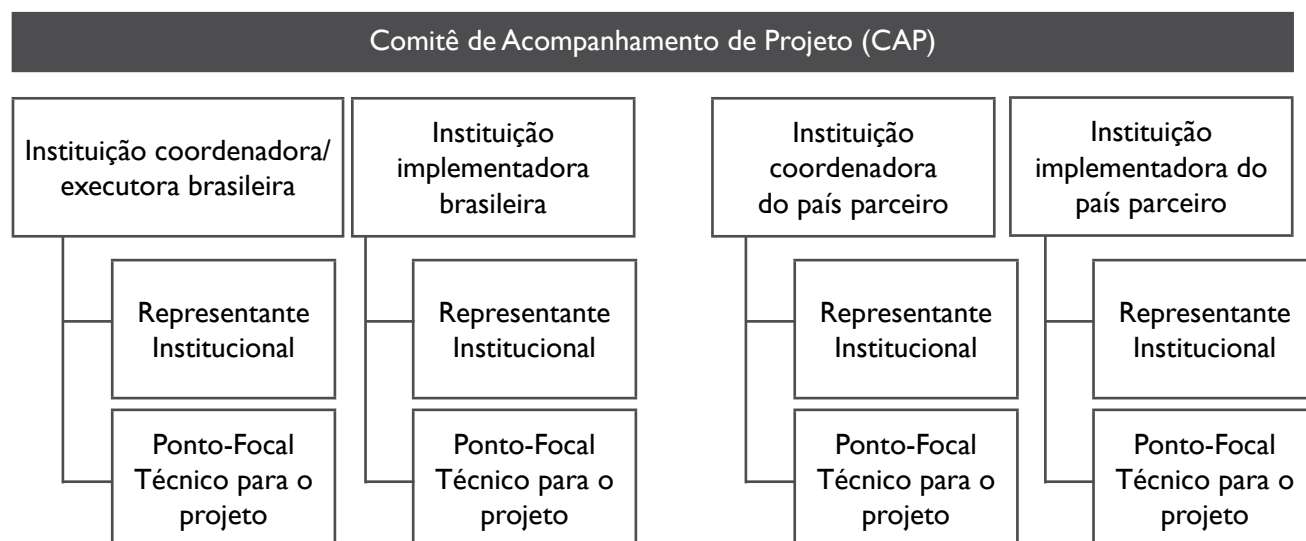 Comitê de Acompanhamento de Projeto (CAP)
Instituição coordenadora/
executora brasileira
Representante
Institucional
Ponto-Focal
Técnico para o
projeto
Instituição
implementadora
brasileira
Representante
Institucional
Ponto-Focal
Técnico para o
projeto
Instituição
coordenadora
do país parceiro
Representante
Institucional
Ponto-Focal
Técnico para o
projeto
Instituição
implementadora do
país parceiro
Representante
Institucional
Ponto-Focal
Técnico para o
projeto